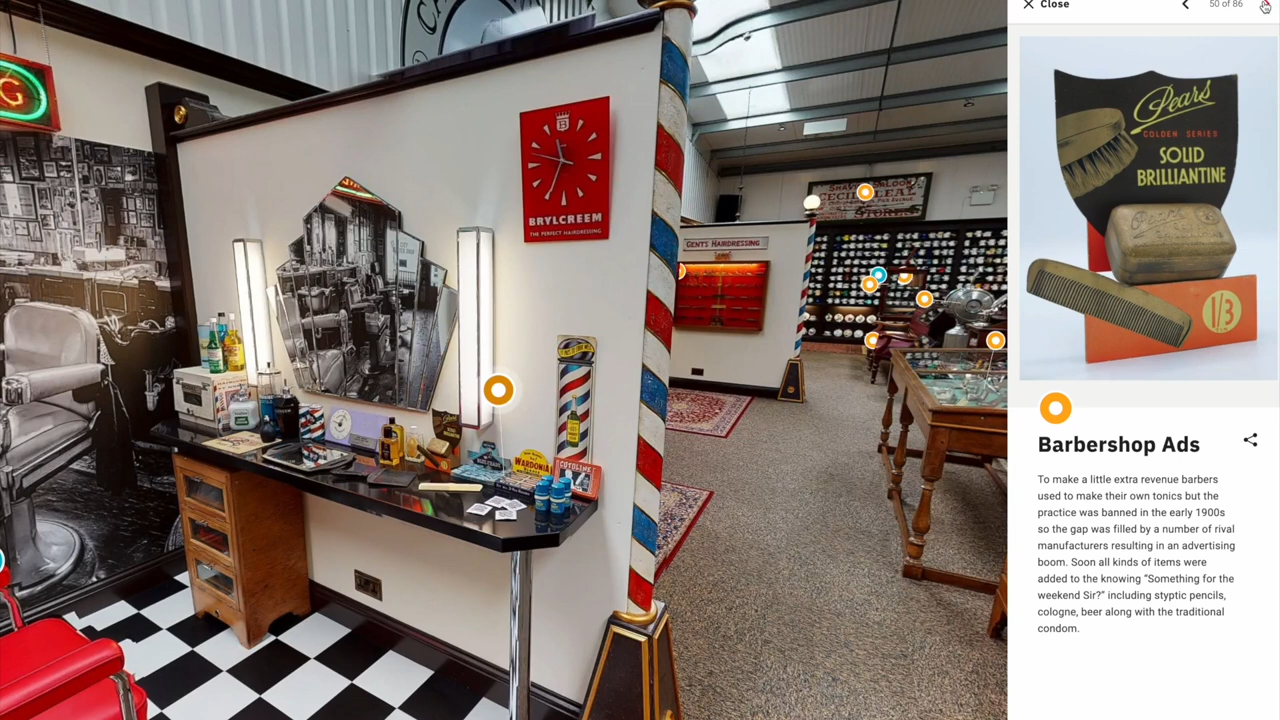 Close
50 of 86
G
BRYLCREEM
THE PERFECT HAIRDRESSING
GENTS HAIRDRESSING
WARDONIA
Pears
GOLDEN SERIES
SOLID
BRILLIANTINE
1/3
Barbershop Ads
To make a little extra revenue barbers
used to make their own tonics but the
practice was banned in the early 1900s
so the gap was filled by a number of rival
manufacturers resulting in an advertising
boom. Soon all kinds of items were
added to the knowing “Something for the
weekend Sir?” including styptic pencils,
cologne, beer along with the traditional
condom.